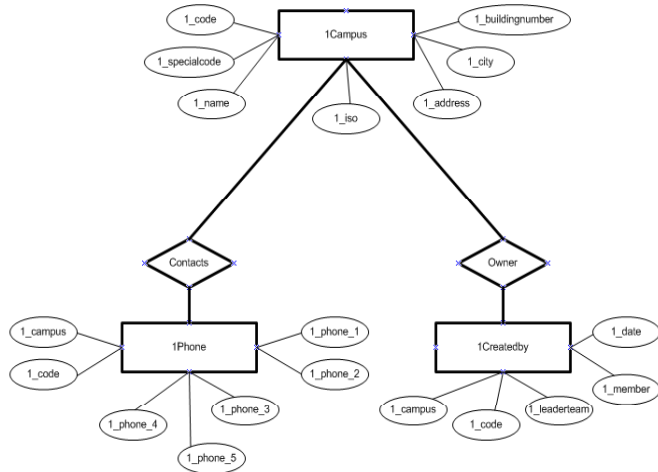 1_code
1Campus
1_buildingnumber
1_specialcode
1_city
1_name
1_address
1_iso
Contacts
Owner
1_campus
1Phone
1_phone_1
1_code
1_phone_2
1_phone_4
1_phone_3
1_phone_5
1Createdby
1_date
1_member
1_campus
1_code
1_leaderteam